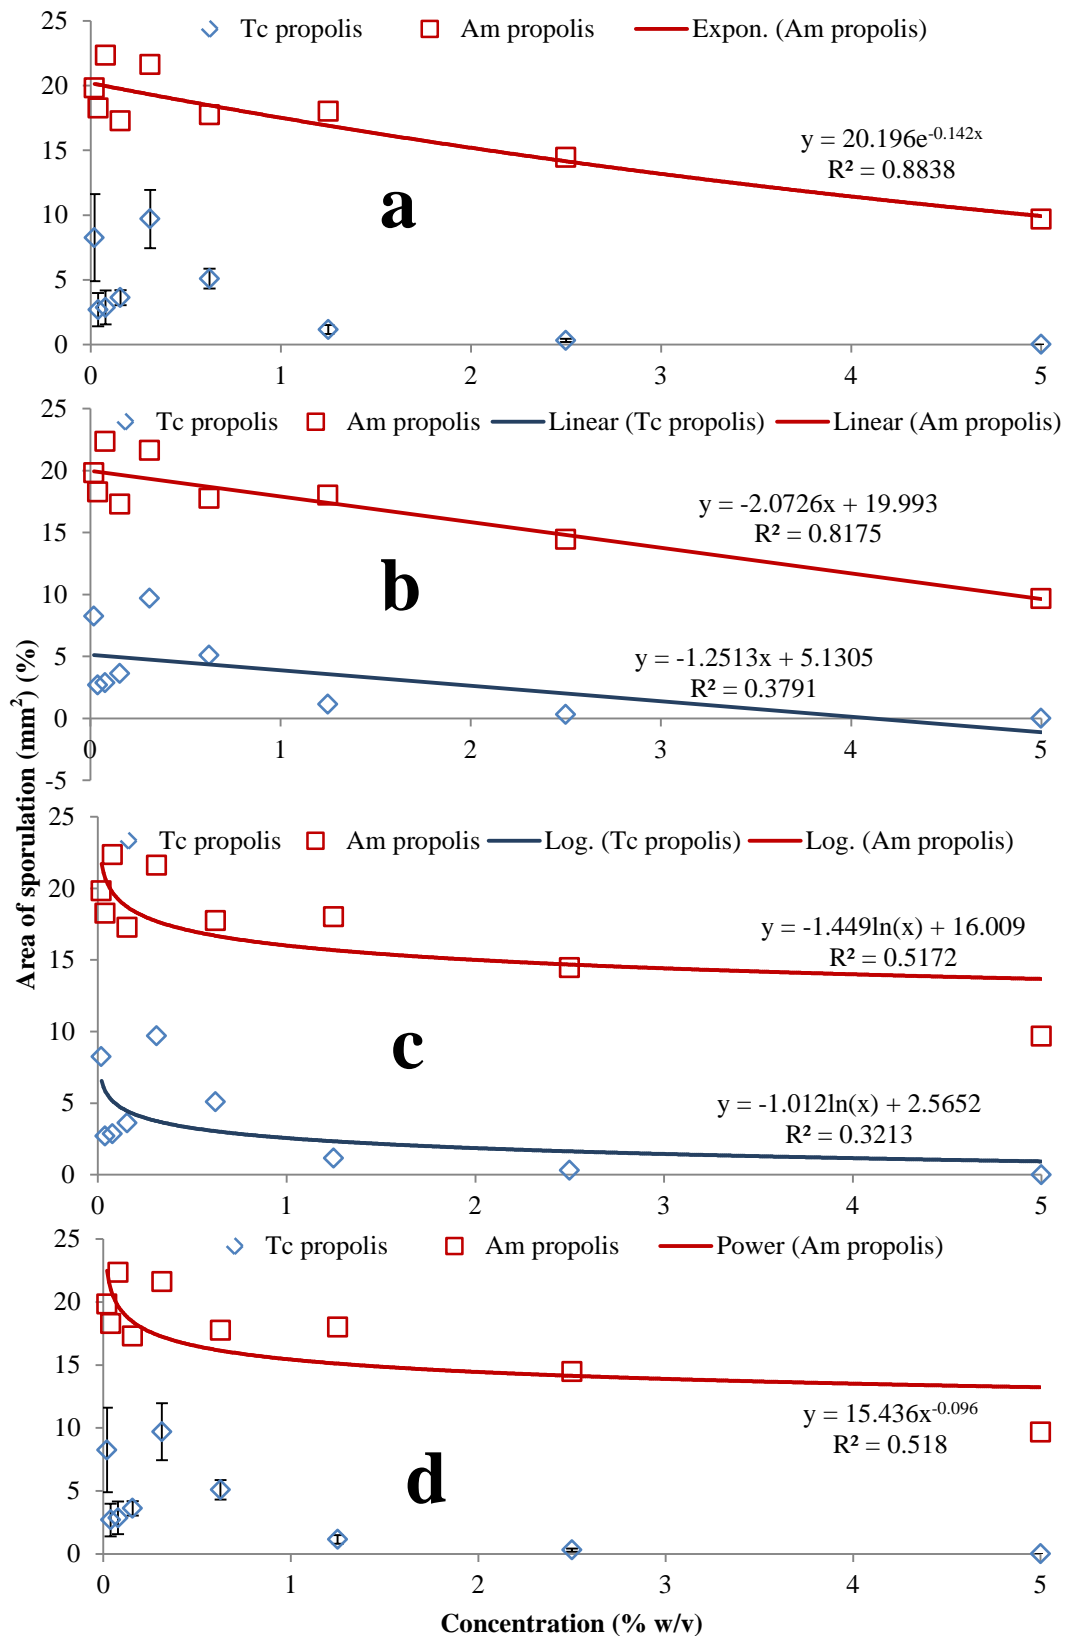 Tc propolis Am propolis Expon. (Am propolis)
25
20
15
10
5
0
y = 20.196e^-0.142x
R² = 0.8838
a
0 1 2 3 4 5
Tc propolis Am propolis Linear (Tc propolis) Linear (Am propolis)
25
20
15
10
5
0
-5
y = -2.0726x + 19.993
R² = 0.8175
b
y = -1.2513x + 5.1305
R² = 0.3791
0 1 2 3 4 5
Area of sporulation (mm²) (%)
Tc propolis Am propolis Log. (Tc propolis) Log. (Am propolis)
25
20
15
10
5
0
y = -1.449ln(x) + 16.009
R² = 0.5172
c
y = -1.012ln(x) + 2.5652
R² = 0.3213
0 1 2 3 4 5
Tc propolis Am propolis Power (Am propolis)
25
20
15
10
5
0
y = 15.436x^-0.096
R² = 0.518
d
0 1 2 3 4 5
Concentration (% w/v)